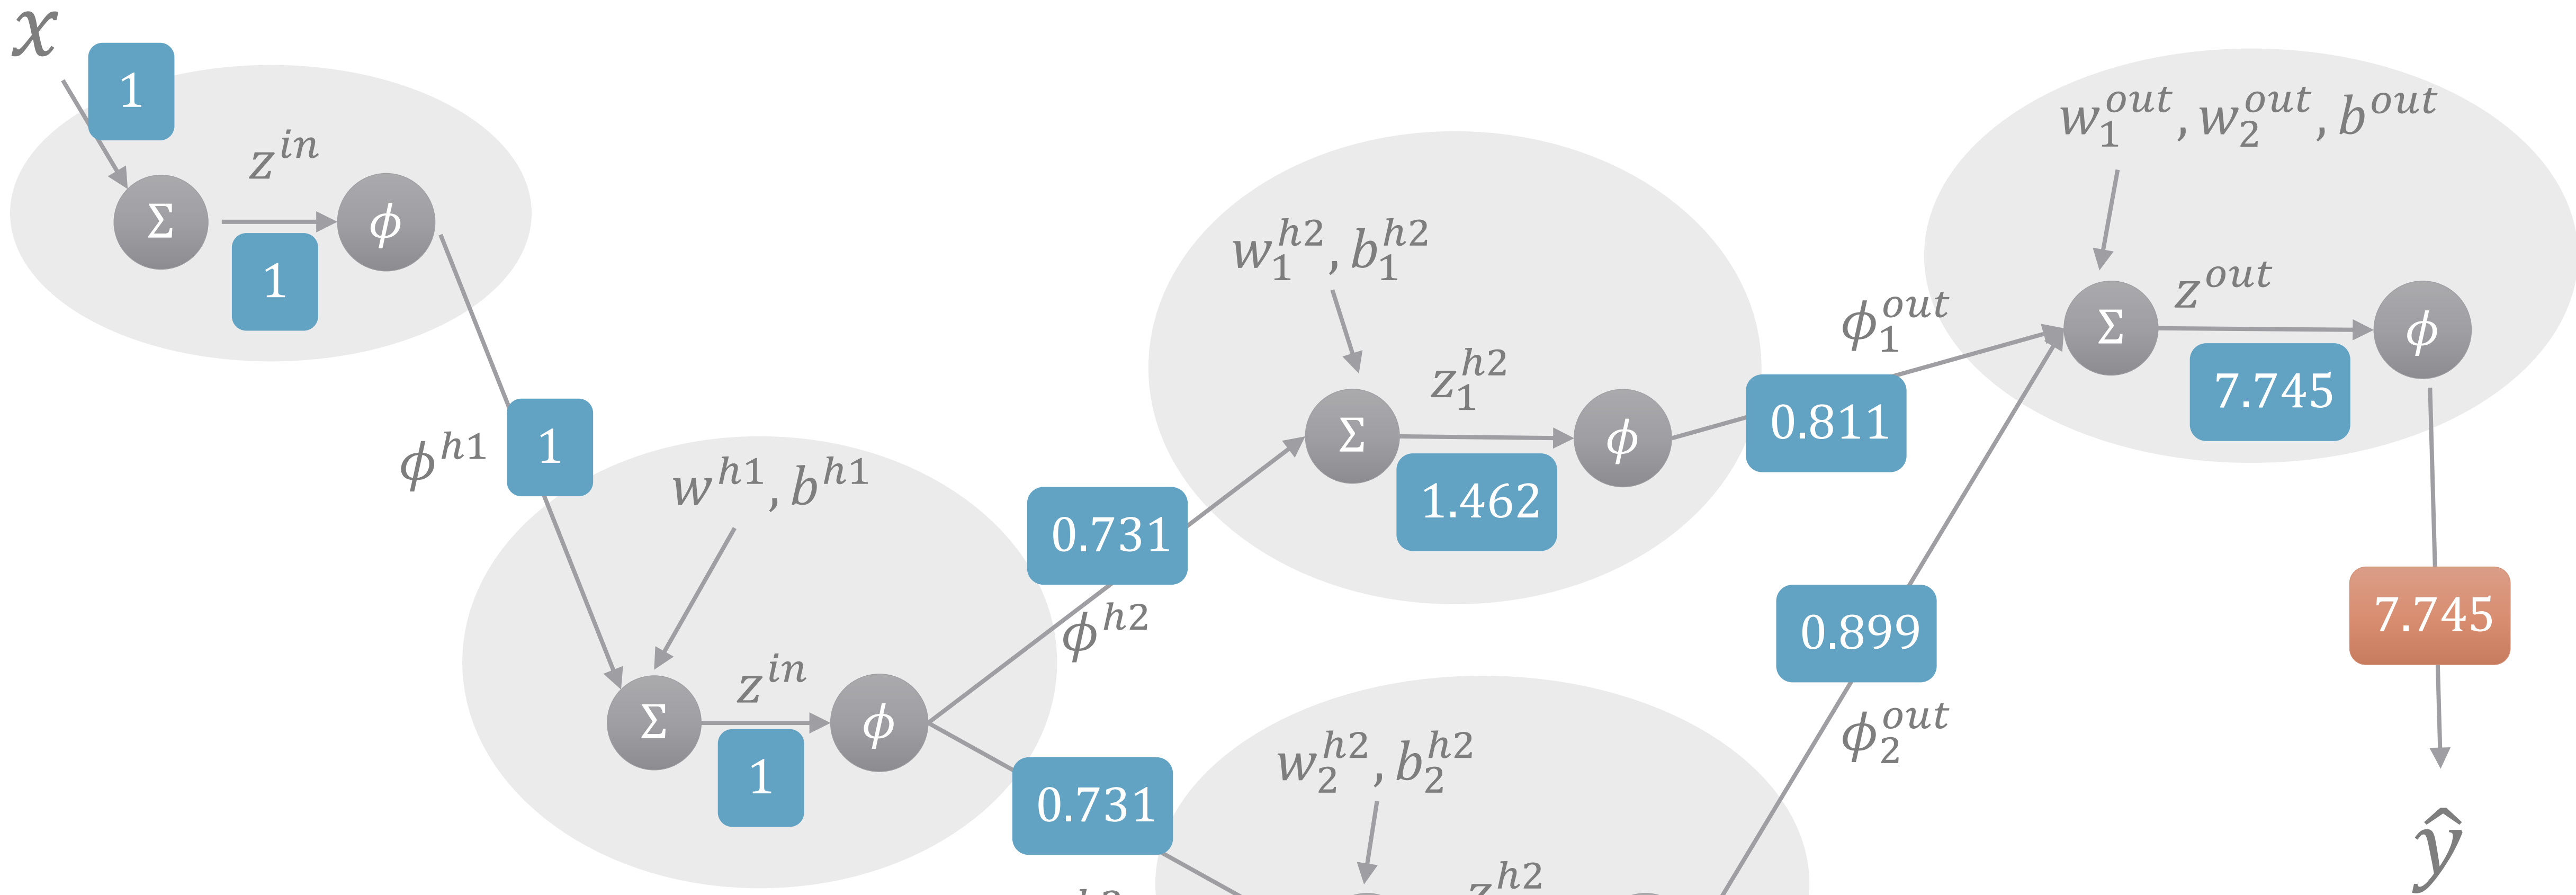 x
1
z^{in}
Σ
ϕ
1
ϕ^{h1}
1
w^{h1}, b^{h1}
z^{in}
Σ
ϕ
1
0.731
ϕ^{h2}
0.731
w_1^{h2}, b_1^{h2}
z_1^{h2}
Σ
ϕ
1.462
w_2^{h2}, b_2^{h2}
ϕ_1^{out}
0.811
0.899
ϕ_2^{out}
w_1^{out}, w_2^{out}, b^{out}
z^{out}
Σ
ϕ
7.745
7.745
ŷ